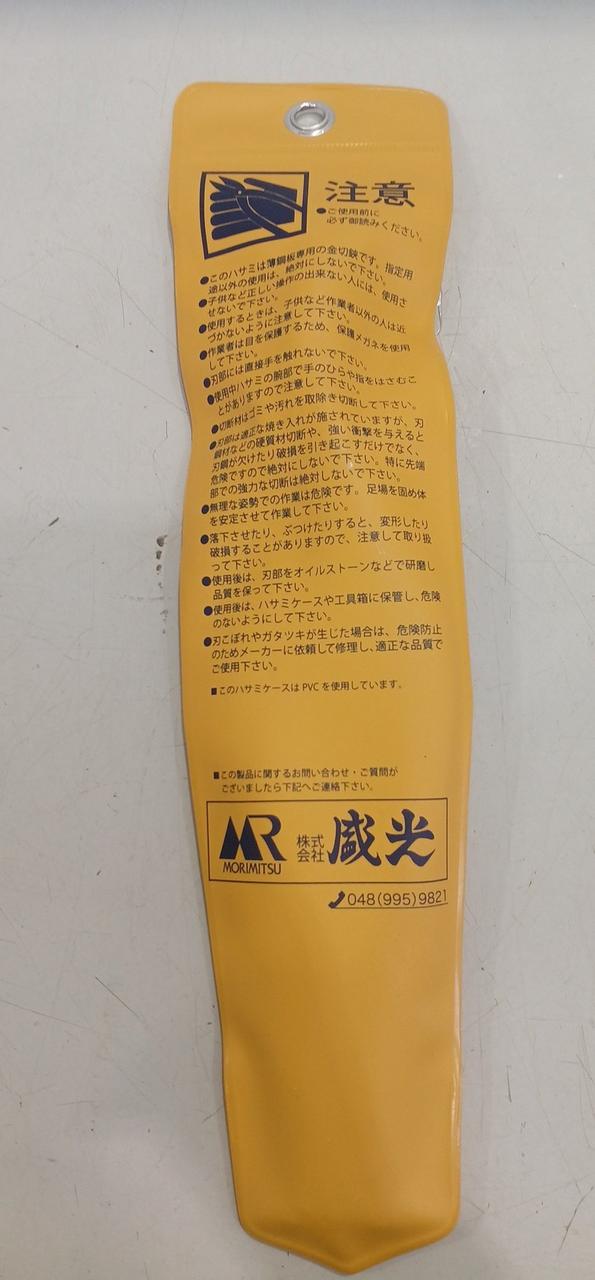 注意
●ご使用前に
必ず御読みください。
●このハサミは薄鋼板専用の金切鋏です。指定用
途以外の使用は、絶対にしないで下さい。
●子供など正しい操作の出来ない人には、使用さ
せないで下さい。
●使用するときは、子供など作業者以外の人は近
づかないように注意して下さい。
●作業者は目を保護するため、保護メガネを使用
して下さい。
●刃部には直接手を触れないで下さい。
●使用中ハサミの腕部で手のひらや指をはさむこ
とがありますので注意して下さい。
●切断材はゴミや汚れを取除き切断して下さい。
●刃部は適正な焼き入れが施されていますが、刃
鋼材などの硬質材切断や、強い衝撃を与えると
刃鋼が欠けたり破損を引き起こすだけでなく、
危険ですので絶対にしないで下さい。特に先端
部での強力な切断は絶対しないで下さい。
●無理な姿勢での作業は危険です。足場を固め体
を安定させて作業して下さい。
●落下させたり、ぶつけたりすると、変形したり
破損することがありますので、注意して取り扱
って下さい。
●使用後は、刃部をオイルストーンなどで研磨し
品質を保って下さい。
●使用後は、ハサミケースや工具箱に保管し、危険
のないようにして下さい。
●刃こぼれやガタツキが生じた場合は、危険防止
のためメーカーに依頼して修理し、適正な品質で
ご使用下さい。
■このハサミケースは PVC を使用しています。
■この製品に関するお問い合わせ・ご質問が
ございましたら下記へご連絡下さい。
MR
MORIMITSU
株式
会社
盛光
048(995)9821